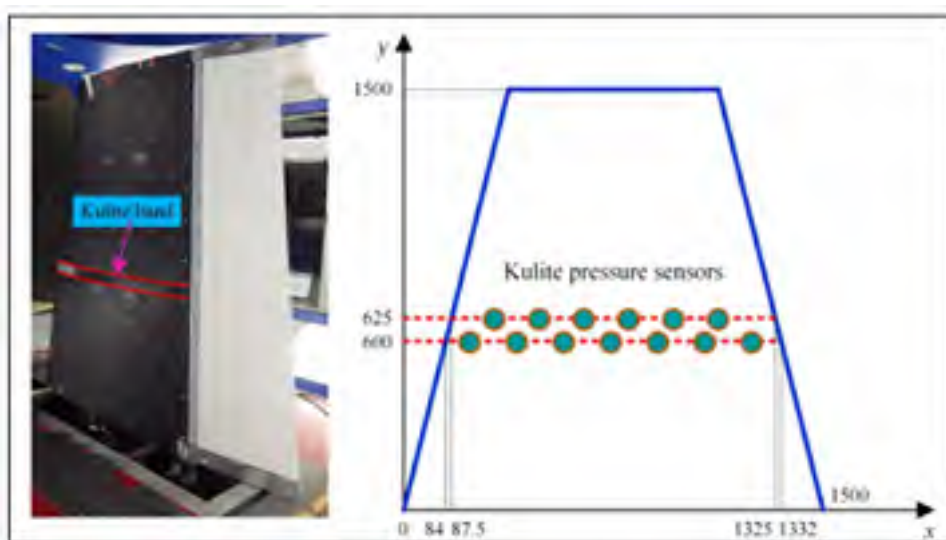 Kulite band
y
1500
Kulite pressure sensors
625
600
1500
0 84 87.5 1325 1332 x